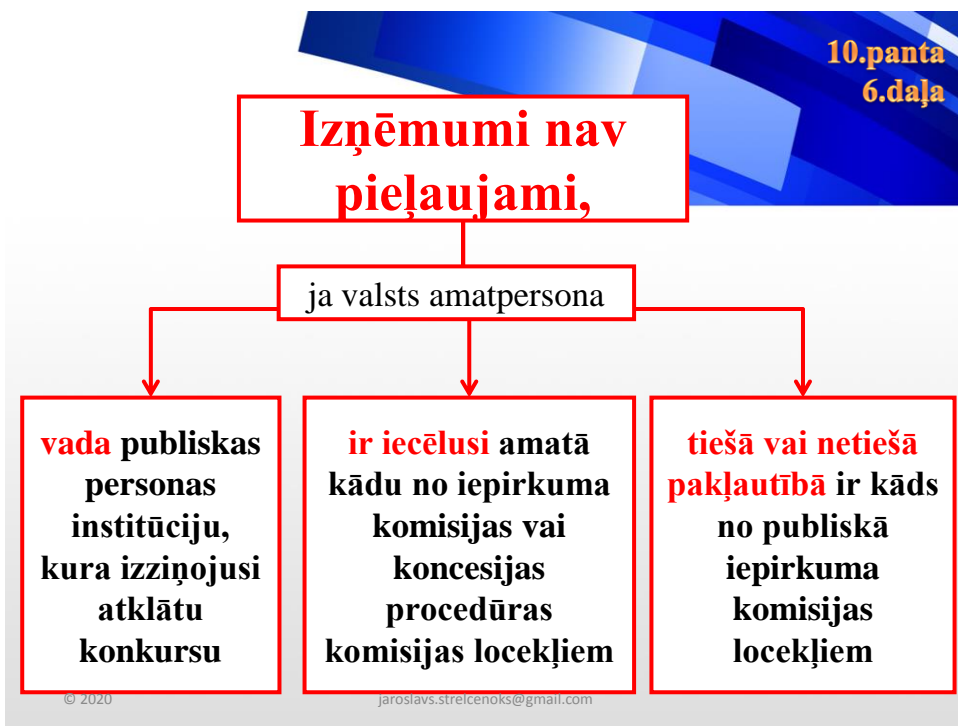 10.panta
6.daļa
Izņēmumi nav
pieļaujami,
ja valsts amatpersona
vada publiskas
personas
institūciju,
kura izziņojusi
atklātu
konkursu
ir iecēlusi amatā
kādu no iepirkuma
komisijas vai
koncesijas
procedūras
komisijas locekļiem
tiešā vai netiešā
pakļautībā ir kāds
no publiskā
iepirkuma
komisijas
locekļiem
© 2020
jaroslavs.strelcenoks@gmail.com